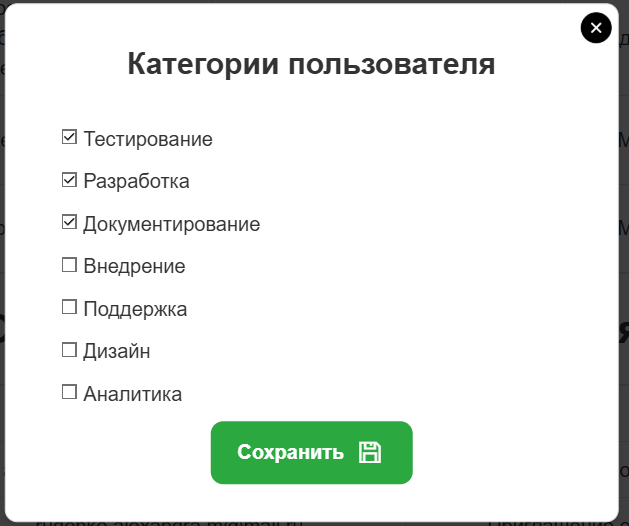 Категории пользователя
Тестирование
Разработка
Документирование
Внедрение
Поддержка
Дизайн
Аналитика
Сохранить